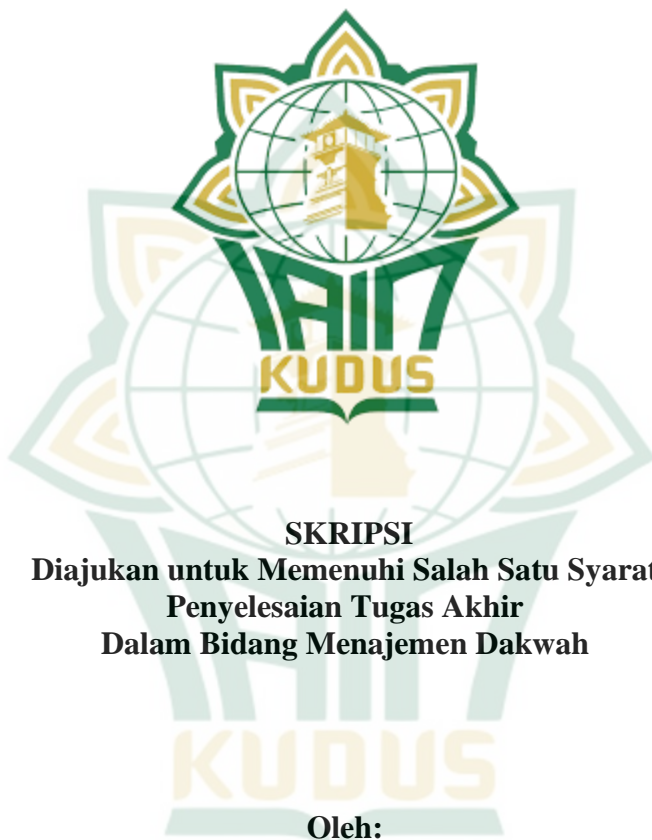 IAIN
KUDUS
SKRIPSI
Diajukan untuk Memenuhi Salah Satu Syarat
Penyelesaian Tugas Akhir
Dalam Bidang Menajemen Dakwah
KUDUS
Oleh: